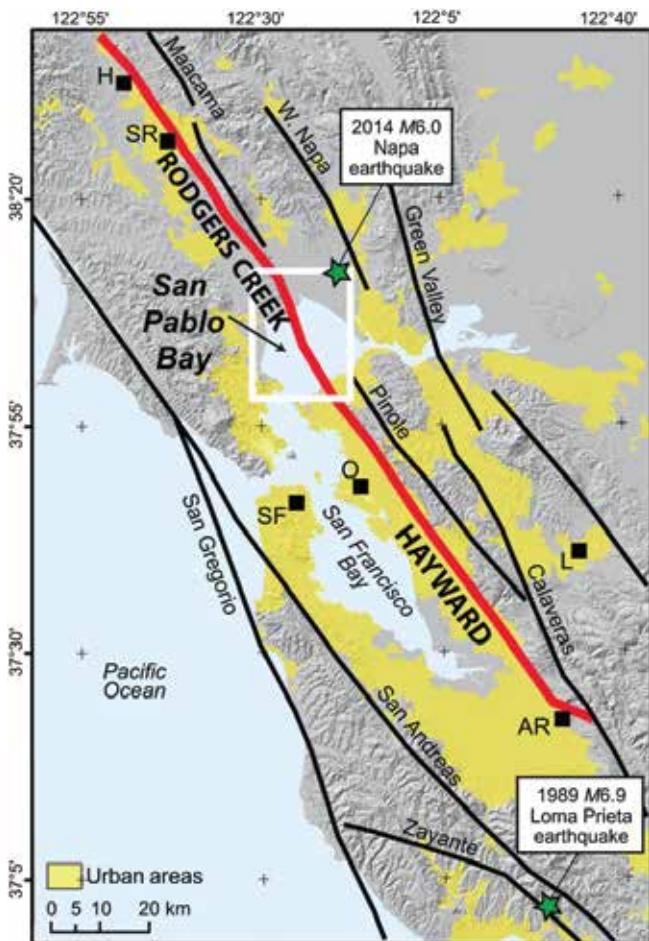 122°55' 122°30' 122°5' 122°40'
H
Maacama
SR
W. Napa
2014 M6.0
Napa
earthquake
38°20'
RODGERS CREEK
Green Valley
San
Pablo
Bay
37°55'
Pinole
O
SF
San Francisco
Bay
San Gregorio
HAYWARD
L
Calaveras
37°30'
Pacific
Ocean
San Andreas
AR
1989 M6.9
Loma Prieta
earthquake
Zayante
37°5'
Urban areas
0 5 10 20 km